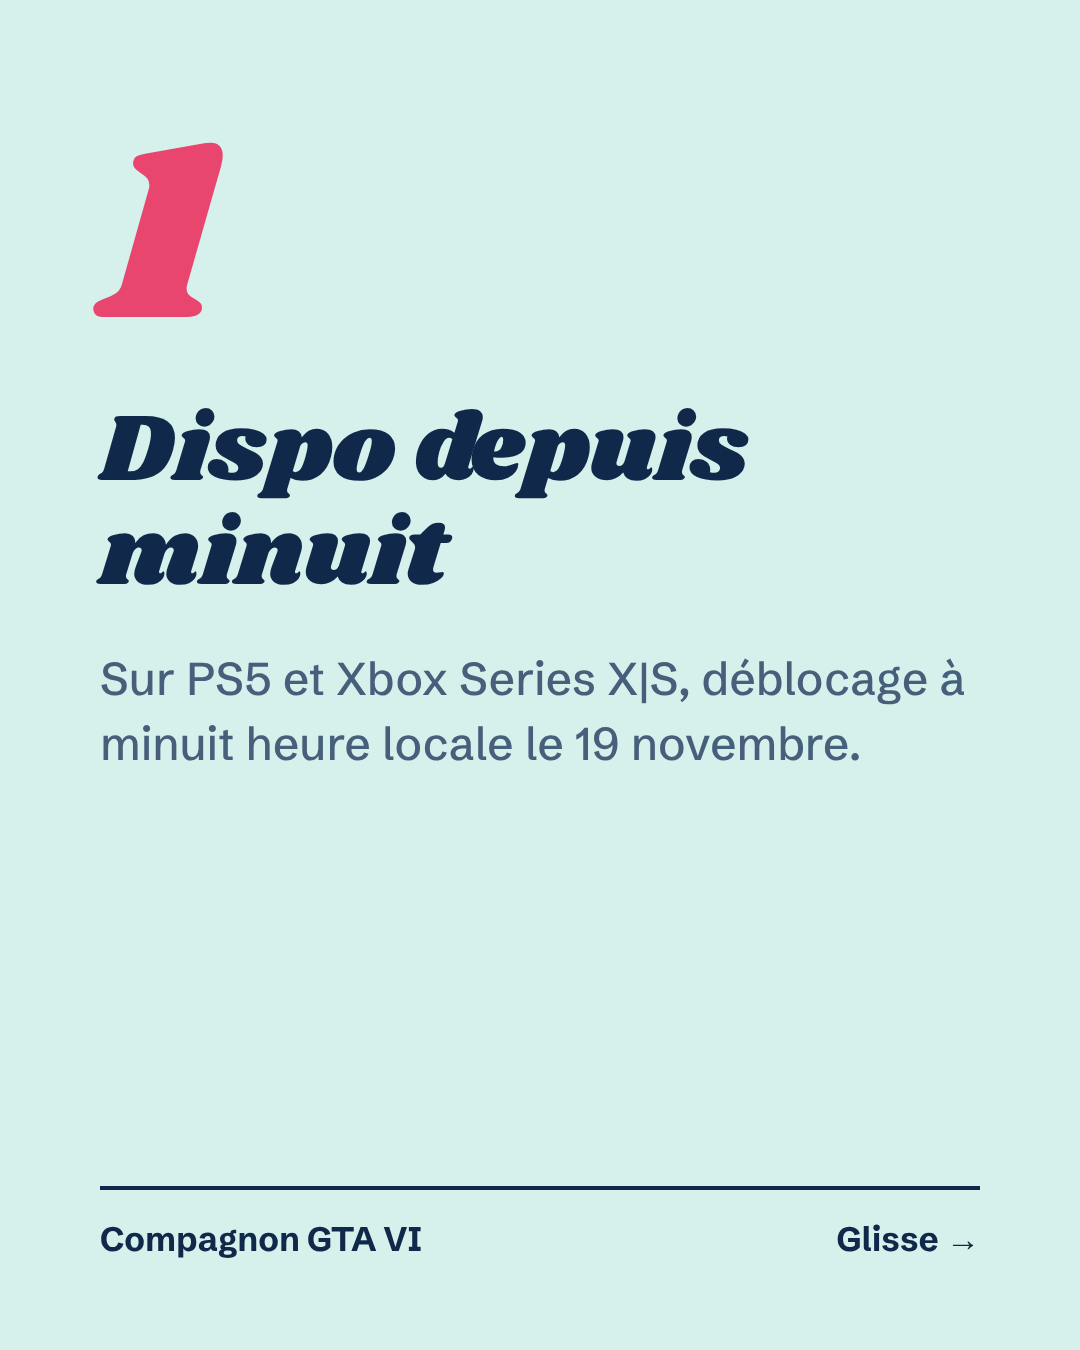 1
Dispo depuis
minuit
Sur PS5 et Xbox Series X|S, déblocage à
minuit heure locale le 19 novembre.
Compagnon GTA VI
Glisse →